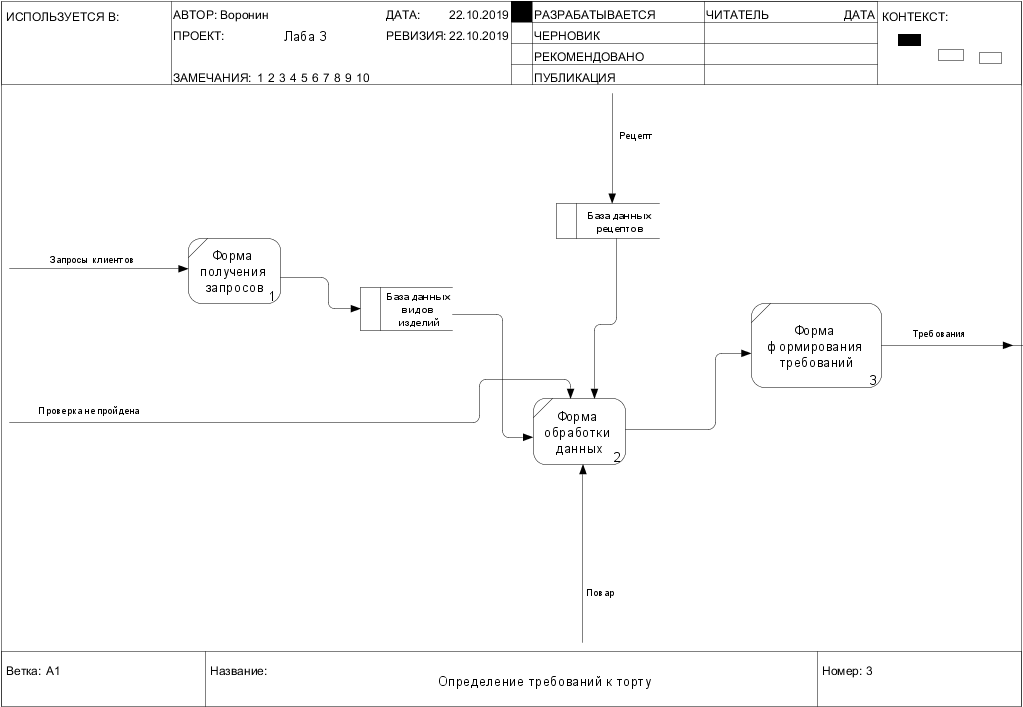 ИСПОЛЬЗУЕТСЯ В:
АВТОР: Воронин
ДАТА: 22.10.2019
ПРОЕКТ: Лаба 3
РЕВИЗИЯ: 22.10.2019
ЗАМЕЧАНИЯ: 1 2 3 4 5 6 7 8 9 10
РАЗРАБАТЫВАЕТСЯ
ЧЕРНОВИК
РЕКОМЕНДОВАНО
ПУБЛИКАЦИЯ
ЧИТАТЕЛЬ ДАТА
КОНТЕКСТ:
Рецепт
База данных
рецептов
Запросы клиентов
Форма
получения
запросов
1
База данных
видов
изделий
Форма
формирования
требований
3
Требования
Проверка не пройдена
Форма
обработки
данных
2
Повар
Ветка: А1
Название:
Определение требований к торту
Номер: 3